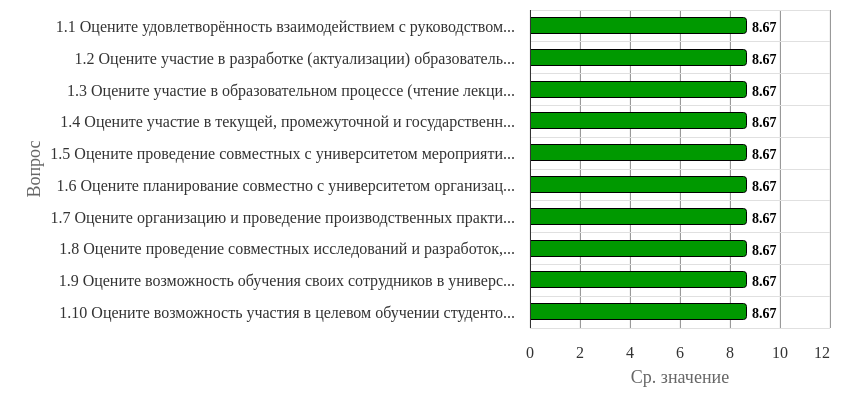 1.1 Оцените удовлетворённость взаимодействием с руководством... 8.67
1.2 Оцените участие в разработке (актуализации) образователь... 8.67
1.3 Оцените участие в образовательном процессе (чтение лекци... 8.67
1.4 Оцените участие в текущей, промежуточной и государственн... 8.67
1.5 Оцените проведение совместных с университетом мероприяти... 8.67
1.6 Оцените планирование совместно с университетом организац... 8.67
1.7 Оцените организацию и проведение производственных практи... 8.67
1.8 Оцените проведение совместных исследований и разработок,... 8.67
1.9 Оцените возможность обучения своих сотрудников в универс... 8.67
1.10 Оцените возможность участия в целевом обучении студенто... 8.67
Вопрос
0 2 4 6 8 10 12
Ср. значение